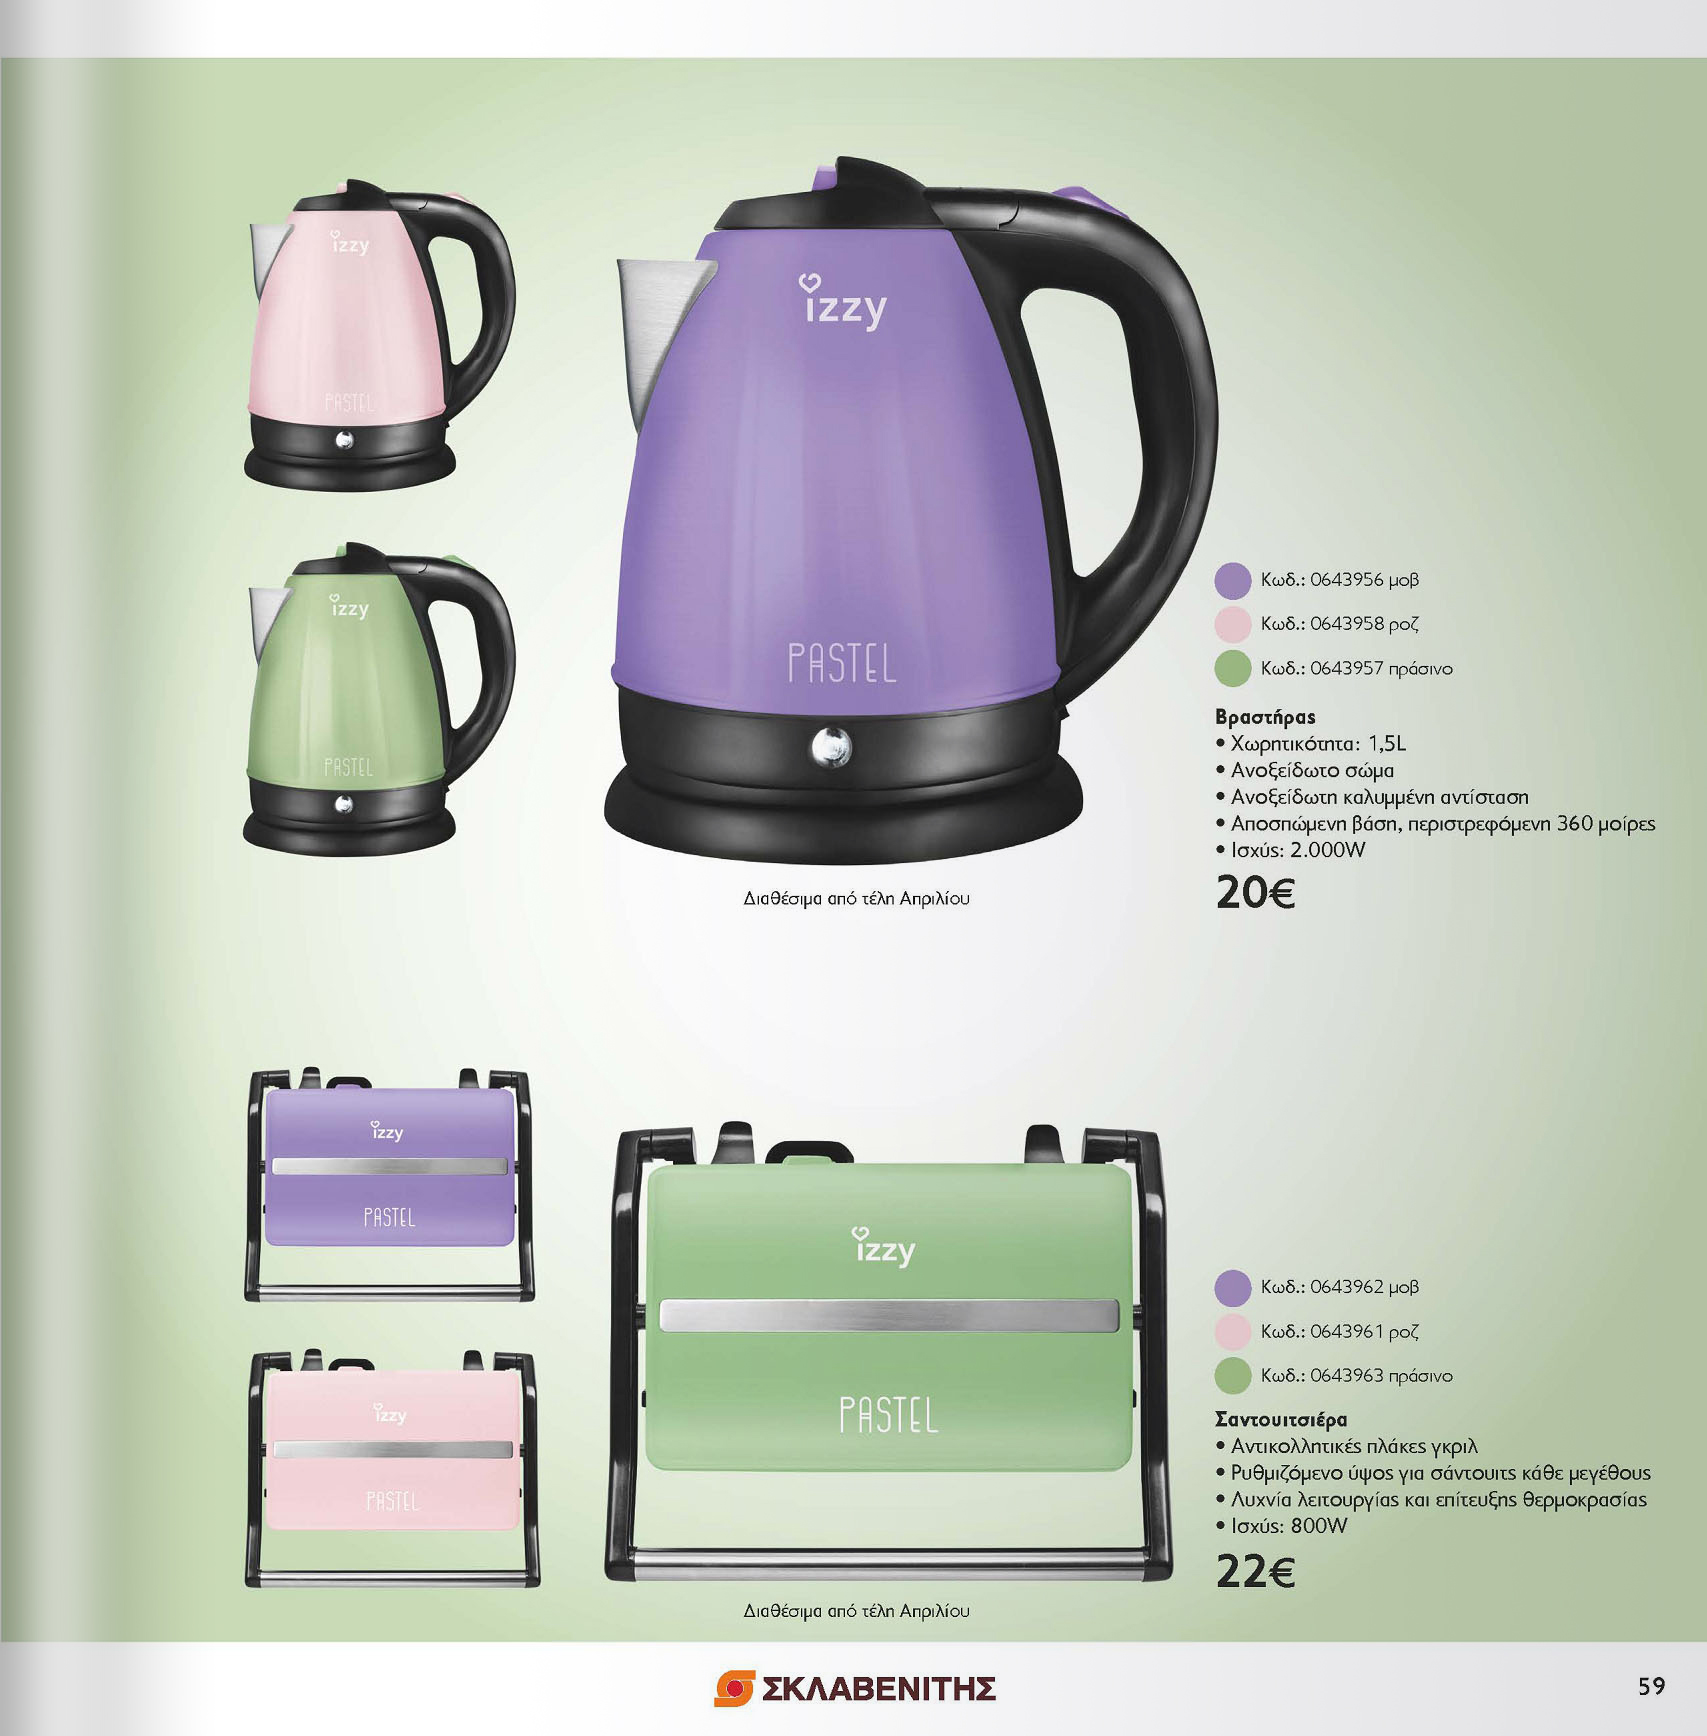 izzy
PASTEL
izzy
PASTEL
izzy
PASTEL
Κωδ.: 0643956 μοβ
Κωδ.: 0643958 ροζ
Κωδ.: 0643957 πράσινο
Βραστήρας
• Χωρητικότητα: 1,5L
• Ανοξείδωτο σώμα
• Ανοξείδωτη καλυμμένη αντίσταση
• Αποσπώμενη βάση, περιστρεφόμενη 360 μοίρες
• Ισχύς: 2.000W
20€
Διαθέσιμα από τέλη Απριλίου
izzy
PASTEL
izzy
PASTEL
izzy
PASTEL
Κωδ.: 0643962 μοβ
Κωδ.: 0643961 ροζ
Κωδ.: 0643963 πράσινο
Σαντουιτσιέρα
• Αντικολλητικές πλάκες γκριλ
• Ρυθμιζόμενο ύψος για σάντουιτς κάθε μεγέθους
• Λυχνία λειτουργίας και επίτευξης θερμοκρασίας
• Ισχύς: 800W
22€
Διαθέσιμα από τέλη Απριλίου
ΣΚΛΑΒΕΝΙΤΗΣ
59